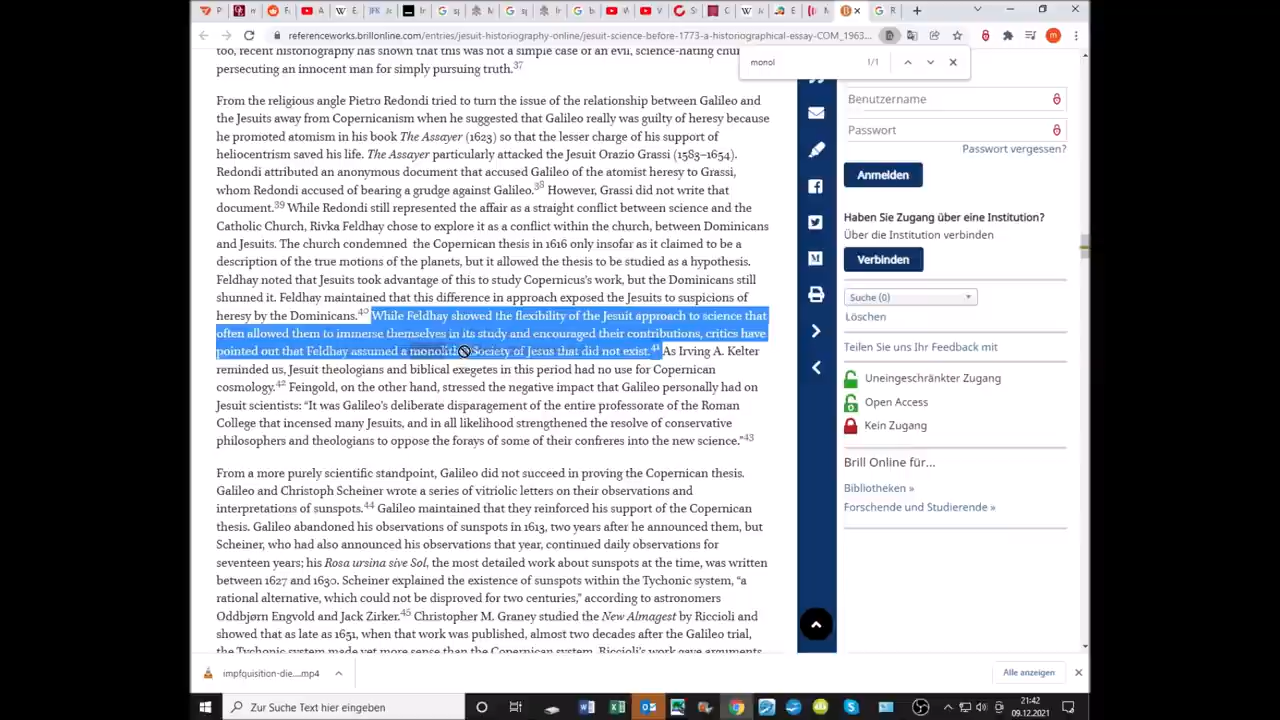 referenceworks.brillonline.com/entries/jesuit-historiography-online/jesuit-science-before-1773-a-historiographical-essay-COM_1963...
monol
1/1
too, recent historiography has shown that this was not a simple case of an evil, science-hating
persecuting an innocent man for simply pursuing truth.37
From the religious angle Pietro Redondi tried to turn the issue of the relationship between Galileo and
the Jesuits away from Copernicanism when he suggested that Galileo really was guilty of heresy because
he promoted atomism in his book The Assayer (1623) so that the lesser charge of his support of
heliocentrism saved his life. The Assayer particularly attacked the Jesuit Orazio Grassi (1583–1654).
Redondi attributed an anonymous document that accused Galileo of the atomist heresy to Grassi,
whom Redondi accused of bearing a grudge against Galileo.38 However, Grassi did not write that
document.39 While Redondi still represented the affair as a straight conflict between science and the
Catholic Church, Rivka Feldhay chose to explore it as a conflict within the church, between Dominicans
and Jesuits. The church condemned the Copernican thesis in 1616 only insofar as it claimed to be a
description of the true motions of the planets, but it allowed the thesis to be studied as a hypothesis.
Feldhay noted that Jesuits took advantage of this to study Copernicus's work, but the Dominicans still
shunned it. Feldhay maintained that this difference in approach exposed the Jesuits to suspicions of
heresy by the Dominicans.40 While Feldhay showed the flexibility of the Jesuit approach to science that
often allowed them to immerse themselves in its study and encouraged their contributions, critics have
pointed out that Feldhay assumed a monolithic Society of Jesus that did not exist.41 As Irving A. Kelter
reminded us, Jesuit theologians and biblical exegetes in this period had no use for Copernican
cosmology.42 Feingold, on the other hand, stressed the negative impact that Galileo personally had on
Jesuit scientists: “It was Galileo's deliberate disparagement of the entire professorate of the Roman
College that incensed many Jesuits, and in all likelihood strengthened the resolve of conservative
philosophers and theologians to oppose the forays of some of their confreres into the new science.”43
From a more purely scientific standpoint, Galileo did not succeed in proving the Copernican thesis.
Galileo and Christoph Scheiner wrote a series of vitriolic letters on their observations and
interpretations of sunspots.44 Galileo maintained that they reinforced his support of the Copernican
thesis. Galileo abandoned his observations of sunspots in 1613, two years after he announced them, but
Scheiner, who had also announced his observations that year, continued daily observations for
seventeen years; his Rosa ursina sive Sol, the most detailed work about sunspots at the time, was written
between 1627 and 1630. Scheiner explained the existence of sunspots within the Tychonic system, “a
rational alternative, which could not be disproved for two centuries,” according to astronomers
Oddbjørn Engvold and Jack Zirker.45 Christopher M. Graney studied the New Almagest by Riccioli and
showed that as late as 1651, when that work was published, almost two decades after the Galileo trial,
the Tychonic system made yet more sense than the Copernican system. Riccioli's work gave arguments
Benutzername
Passwort
Passwort vergessen?
Anmelden
Haben Sie Zugang über eine Institution?
Über die Institution verbinden
Verbinden
Suche (0)
Löschen
Teilen Sie uns Ihr Feedback mit
Uneingeschränkter Zugang
Open Access
Kein Zugang
Brill Online für...
Bibliotheken »
Forschende und Studierende »
impfquisition-die....mp4
Alle anzeigen
Zur Suche Text hier eingeben
21:42
09.12.2021